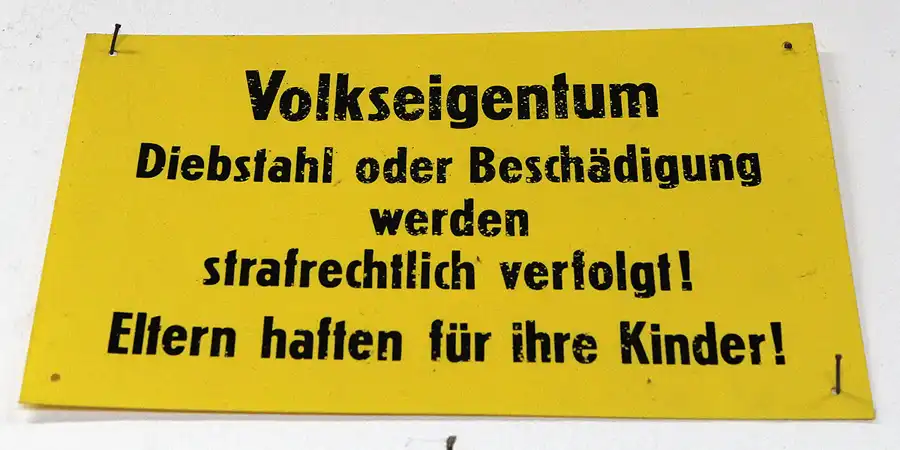 Volkseigentum
Diebstahl oder Beschädigung
werden
strafrechtlich verfolgt!
Eltern haften für ihre Kinder!